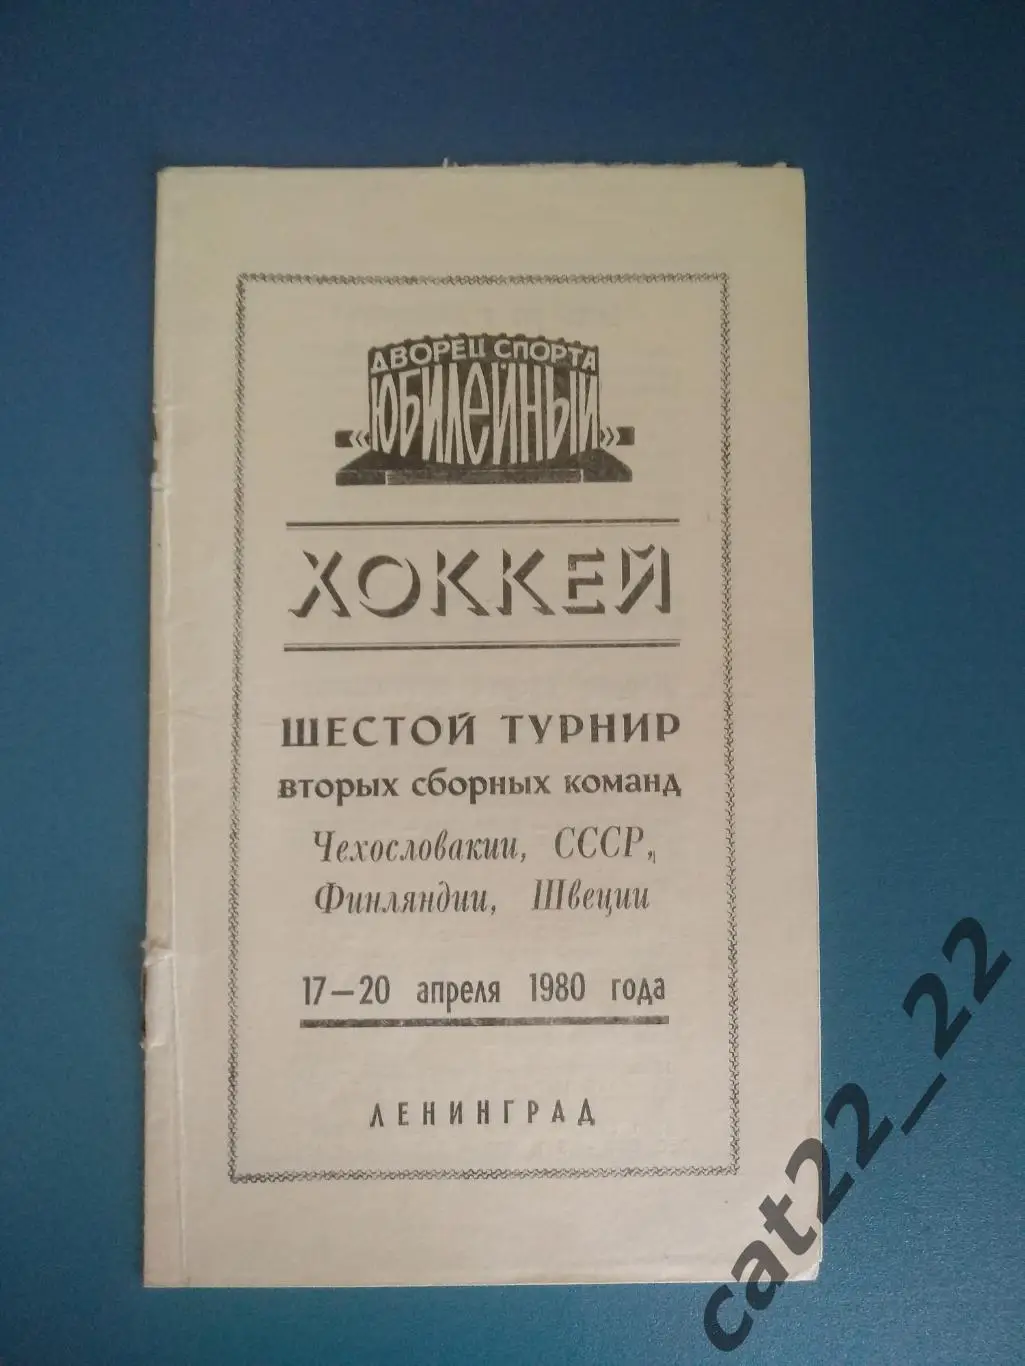 ДВОРЕЦ СПОРТА
«ЮБИЛЕЙНЫЙ»
ХОККЕЙ
ШЕСТОЙ ТУРНИР
вторых сборных команд
Чехословакии, СССР,
Финляндии, Швеции
17—20 апреля 1980 года
ЛЕНИНГРАД
cat22_22